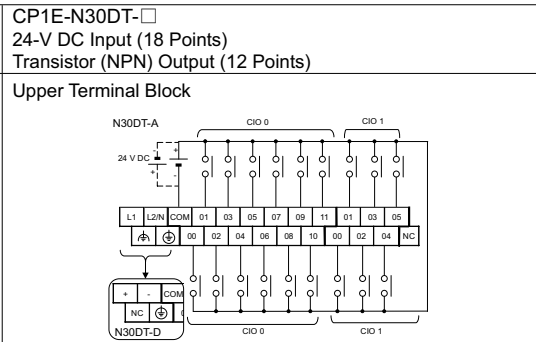 CP1E-N30DT-□
24-V DC Input (18 Points)
Transistor (NPN) Output (12 Points)
Upper Terminal Block
N30DT-A
CIO 0
CIO 1
24 V DC
- +
+ -
L1 L2/N COM 01 03 05 07 09 11 01 03 05
00 02 04 06 08 10 00 02 04 NC
+ - COM
NC
N30DT-D
CIO 0
CIO 1